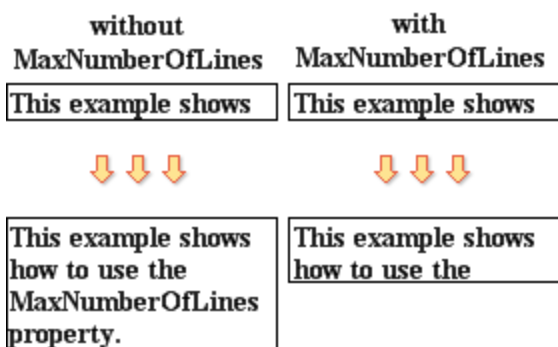 without
MaxNumberOfLines
This example shows
This example shows
how to use the
MaxNumberOfLines
property.
with
MaxNumberOfLines
This example shows
This example shows
how to use the